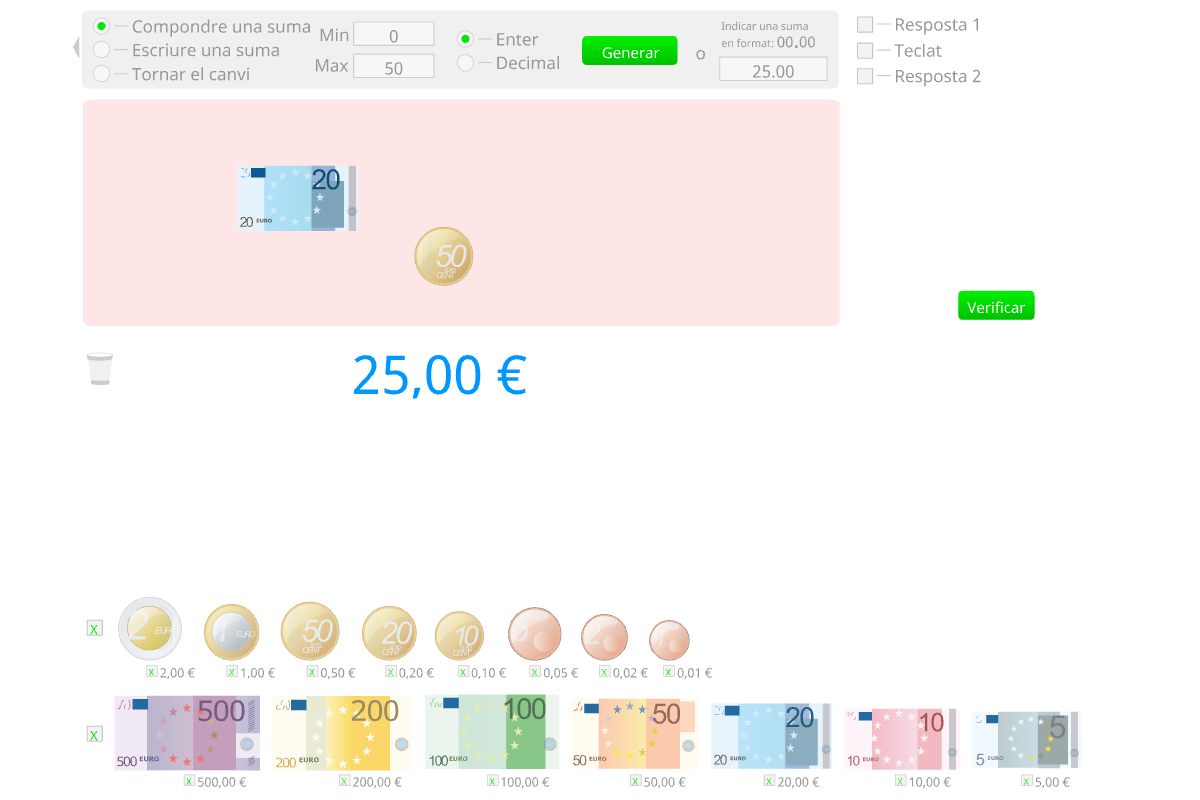 Compondre una suma
Escriure una suma
Tornar el canvi
Min 0
Max 50
Enter
Decimal
Generar
o
Indicar una suma
en format: 00.00
25.00
Resposta 1
Teclat
Resposta 2
20
20 EURO
50
EURO
CENT
Verificar
25,00 €
X
2 EURO
1 EURO
50
EURO
CENT
20
EURO
CENT
10
EURO
CENT
5
2
1
X 2,00 €
X 1,00 €
X 0,50 €
X 0,20 €
X 0,10 €
X 0,05 €
X 0,02 €
X 0,01 €
X
500
500 EURO
200
200 EURO
100
100 EURO
50
50 EURO
20
20 EURO
10
10 EURO
5
5 EURO
X 500,00 €
X 200,00 €
X 100,00 €
X 50,00 €
X 20,00 €
X 10,00 €
X 5,00 €